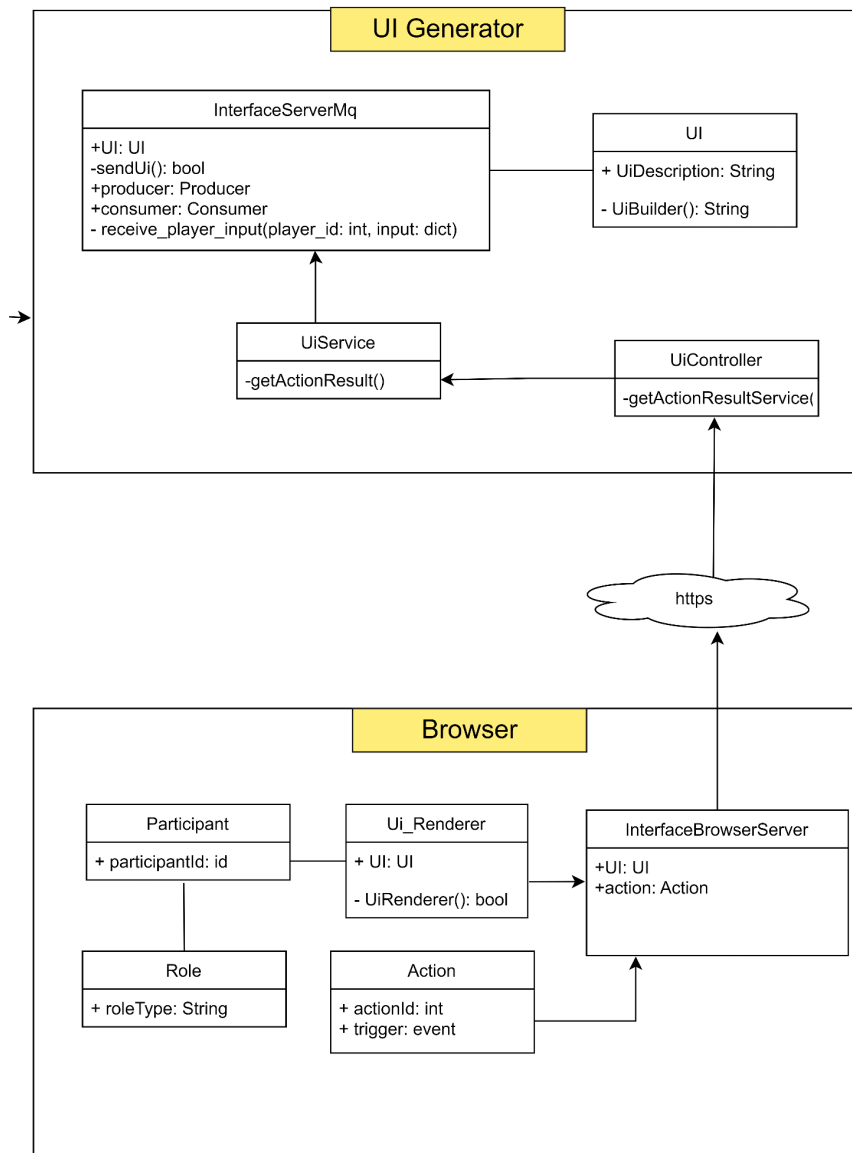 UI Generator
InterfaceServerMq
+UI: UI
-sendUi(): bool
+producer: Producer
+consumer: Consumer
- receive_player_input(player_id: int, input: dict)
UI
+ UiDescription: String
- UiBuilder(): String
UiService
-getActionResult()
UiController
-getActionResultService(
https
Browser
Participant
+ participantId: id
Ui_Renderer
+ UI: UI
- UiRenderer(): bool
InterfaceBrowserServer
+UI: UI
+action: Action
Role
+ roleType: String
Action
+ actionId: int
+ trigger: event